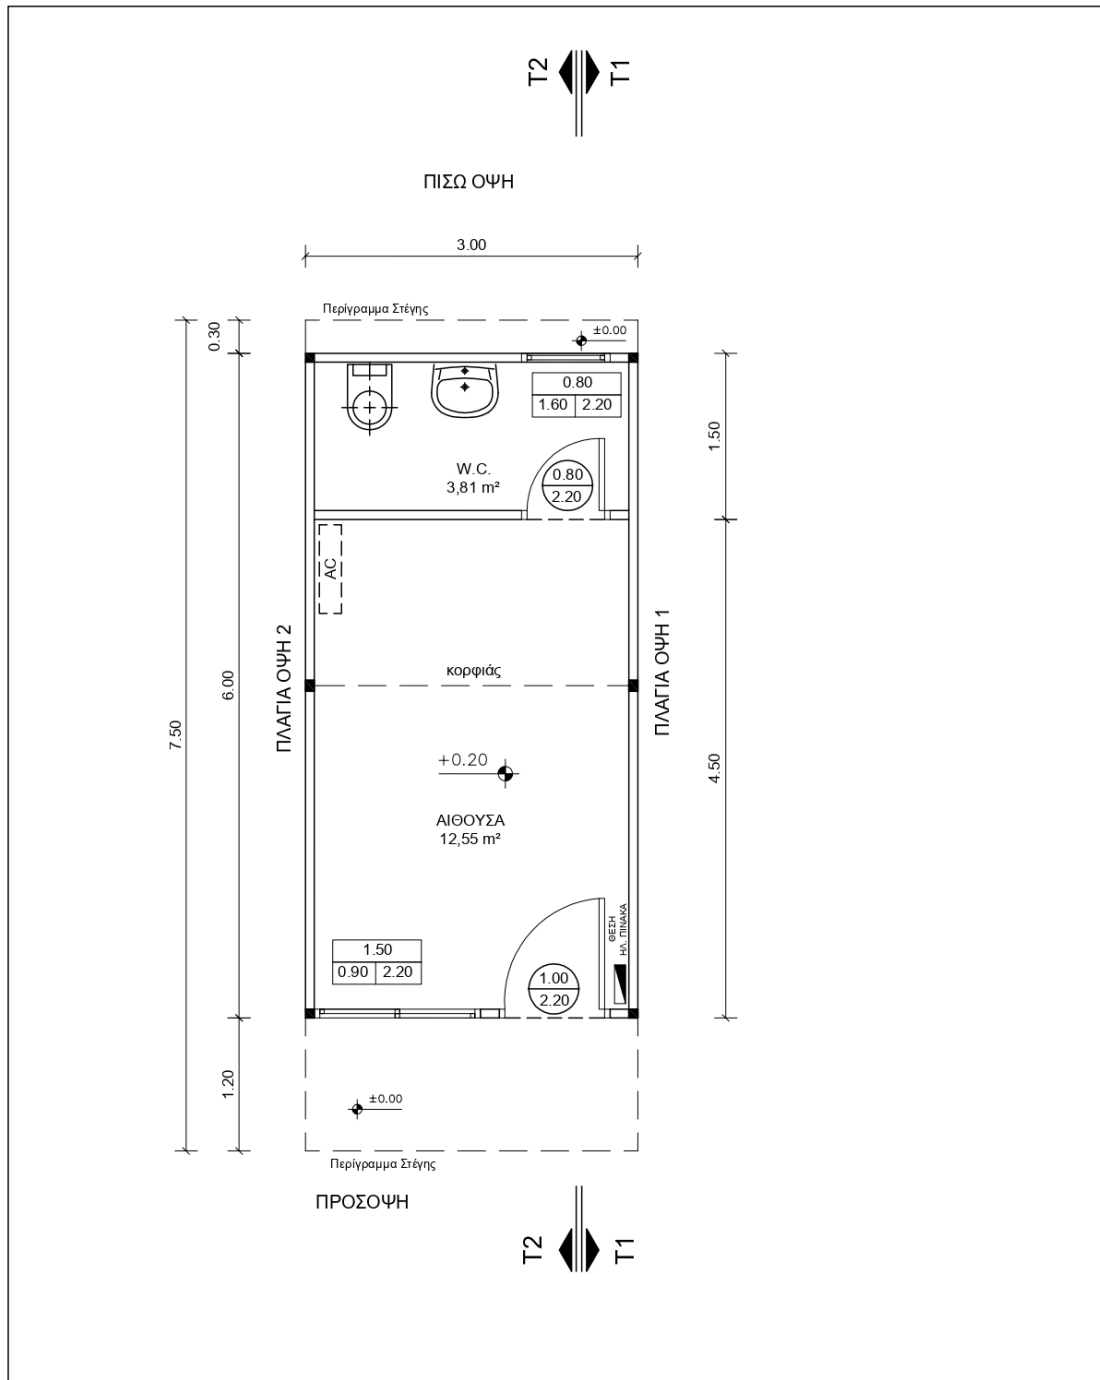 T2 T1
ΠΙΣΩ ΟΨΗ
3.00
Περίγραμμα Στέγης
0.30
±0.00
0.80
1.60 2.20
1.50
W.C.
3,81 m²
0.80
2.20
AC
ΠΛΑΓΙΑ ΟΨΗ 2
ΠΛΑΓΙΑ ΟΨΗ 1
κορφιάς
6.00
7.50
+0.20
4.50
ΑΙΘΟΥΣΑ
12,55 m²
ΘΕΣΗ
ΗΛ. ΠΙΝΑΚΑ
1.50
0.90 2.20
1.00
2.20
1.20
±0.00
Περίγραμμα Στέγης
ΠΡΟΣΟΨΗ
T2 T1